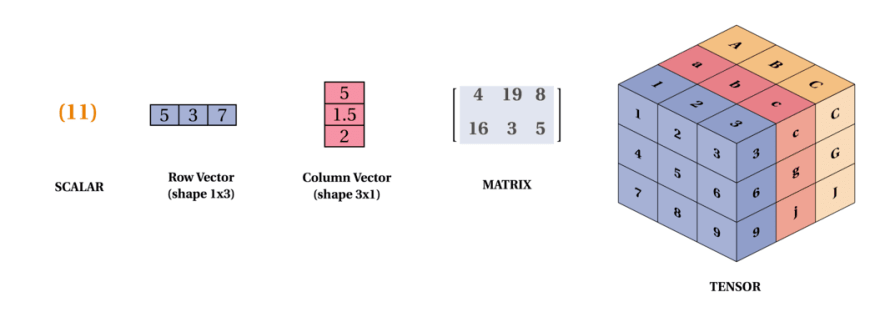 (11)
SCALAR
5 3 7
Row Vector
(shape 1x3)
5
1.5
2
Column Vector
(shape 3x1)
4 19 8
16 3 5
MATRIX
A B C
a b c
1 2 3
1 2 3
4 5 6
7 8 9
3 c C
6 g G
9 j J
TENSOR